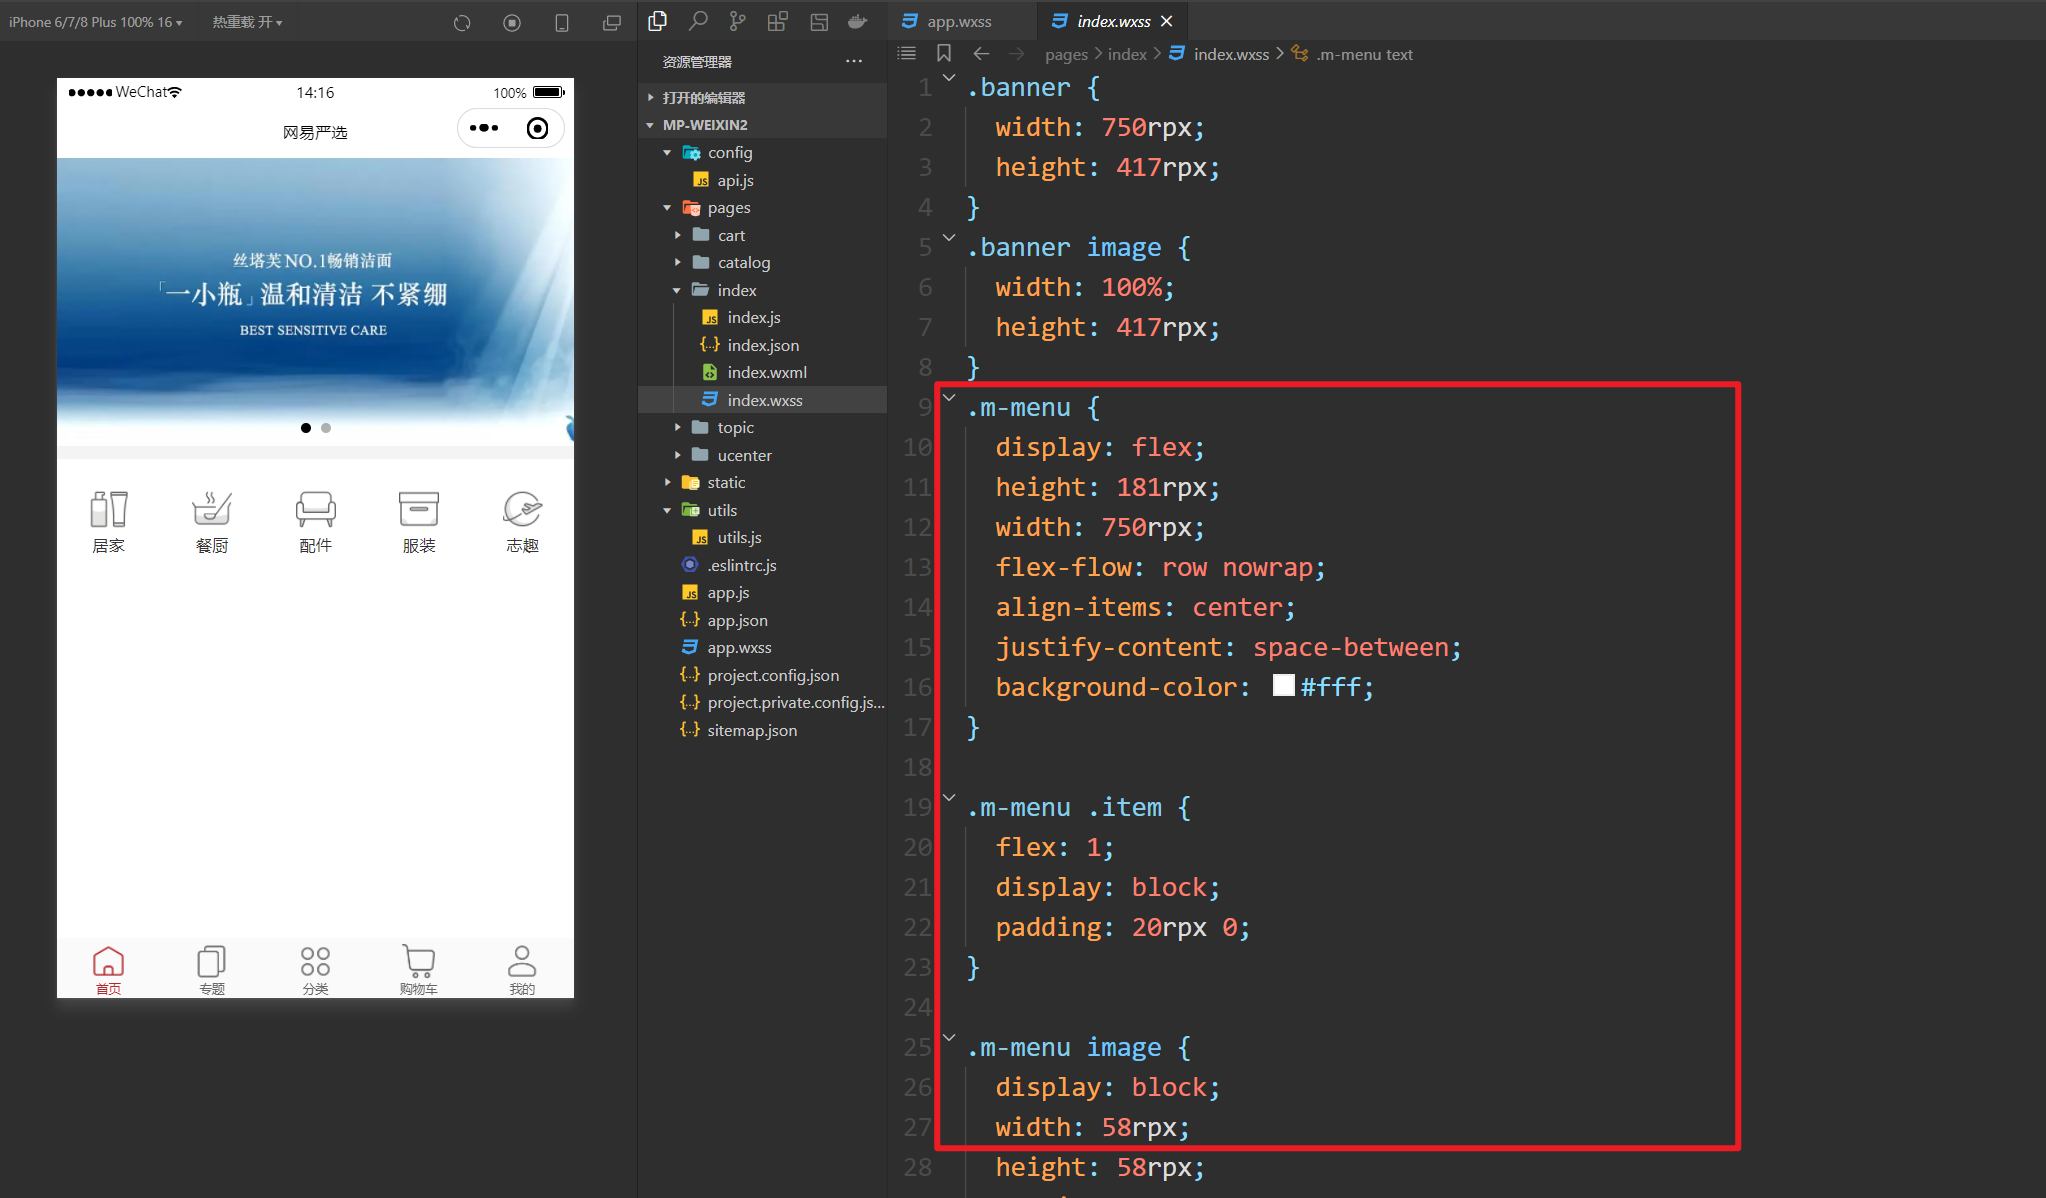 iPhone 6/7/8 Plus 100% 16
热重载 开
WeChat
14:16
100%
网易严选
丝塔芙NO.1畅销洁面
「一小瓶」温和清洁 不紧绷
BEST SENSITIVE CARE
居家
餐厨
配件
服装
志趣
首页
专题
分类
购物车
我的
资源管理器
打开的编辑器
MP-WEIXIN2
config
api.js
pages
cart
catalog
index
index.js
index.json
index.wxml
index.wxss
topic
ucenter
static
utils
utils.js
.eslintrc.js
app.js
app.json
app.wxss
project.config.json
project.private.config.js...
sitemap.json
app.wxss
index.wxss
pages > index > index.wxss > .m-menu text
1 .banner {
2 width: 750rpx;
3 height: 417rpx;
4 }
5 .banner image {
6 width: 100%;
7 height: 417rpx;
8 }
9 .m-menu {
10 display: flex;
11 height: 181rpx;
12 width: 750rpx;
13 flex-flow: row nowrap;
14 align-items: center;
15 justify-content: space-between;
16 background-color: #fff;
17 }
18
19 .m-menu .item {
20 flex: 1;
21 display: block;
22 padding: 20rpx 0;
23 }
24
25 .m-menu image {
26 display: block;
27 width: 58rpx;
28 height: 58rpx;